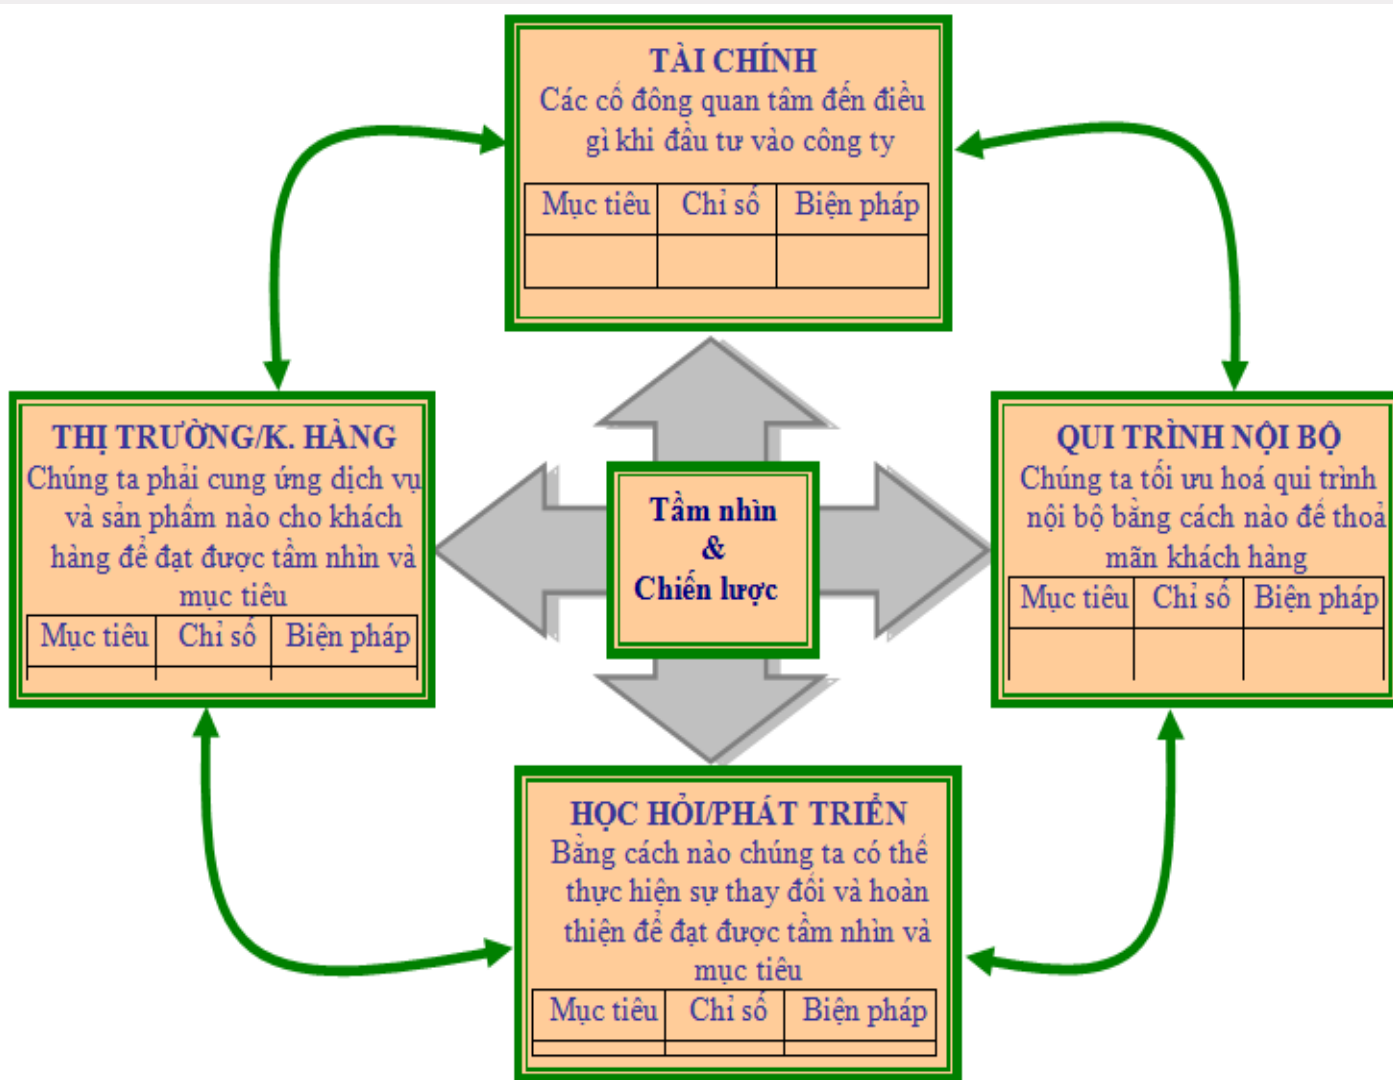 TÀI CHÍNH
Các cổ đông quan tâm đến điều
gì khi đầu tư vào công ty
Mục tiêu Chỉ số Biện pháp
THỊ TRƯỜNG/K. HÀNG
Chúng ta phải cung ứng dịch vụ
và sản phẩm nào cho khách
hàng để đạt được tầm nhìn và
mục tiêu
Mục tiêu Chỉ số Biện pháp
Tầm nhìn
&
Chiến lược
QUI TRÌNH NỘI BỘ
Chúng ta tối ưu hoá qui trình
nội bộ bằng cách nào để thoả
mãn khách hàng
Mục tiêu Chỉ số Biện pháp
HỌC HỎI/PHÁT TRIỂN
Bằng cách nào chúng ta có thể
thực hiện sự thay đổi và hoàn
thiện để đạt được tầm nhìn và
mục tiêu
Mục tiêu Chỉ số Biện pháp